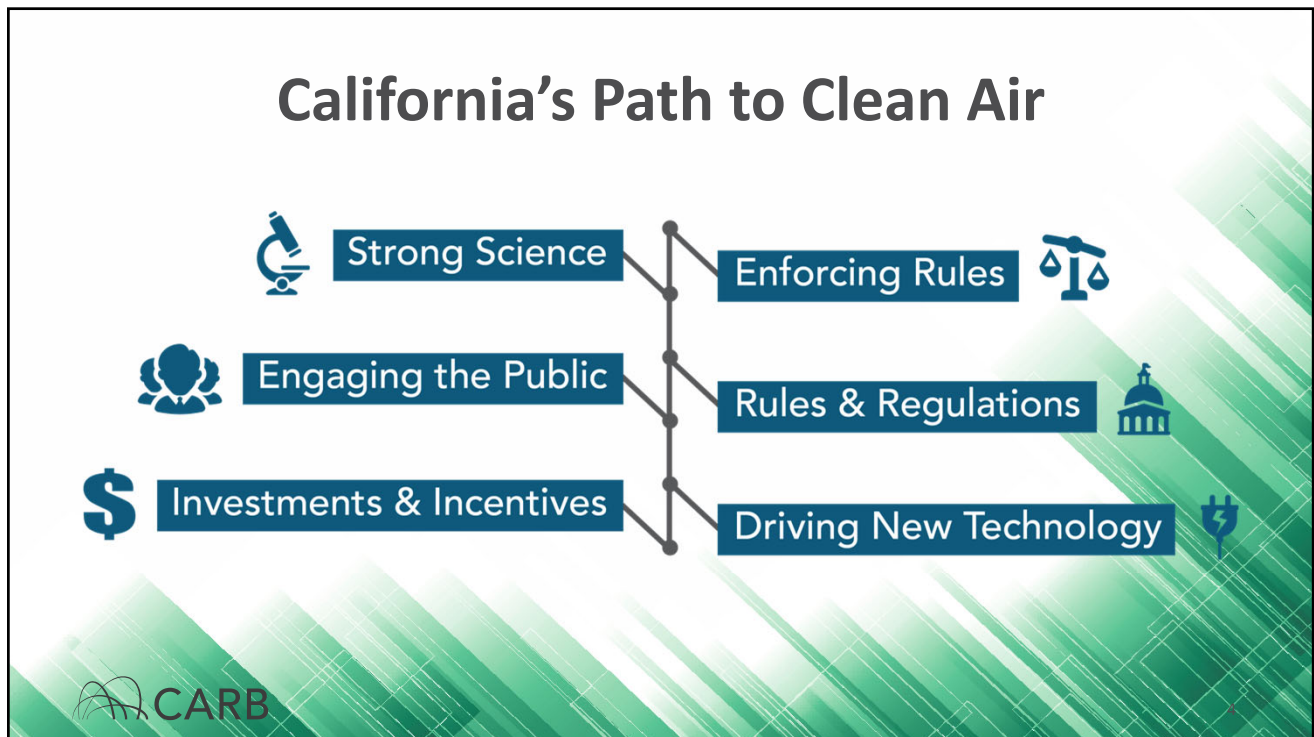 California’s Path to Clean Air
Strong Science
Engaging the Public
Investments & Incentives
Enforcing Rules
Rules & Regulations
Driving New Technology
CARB